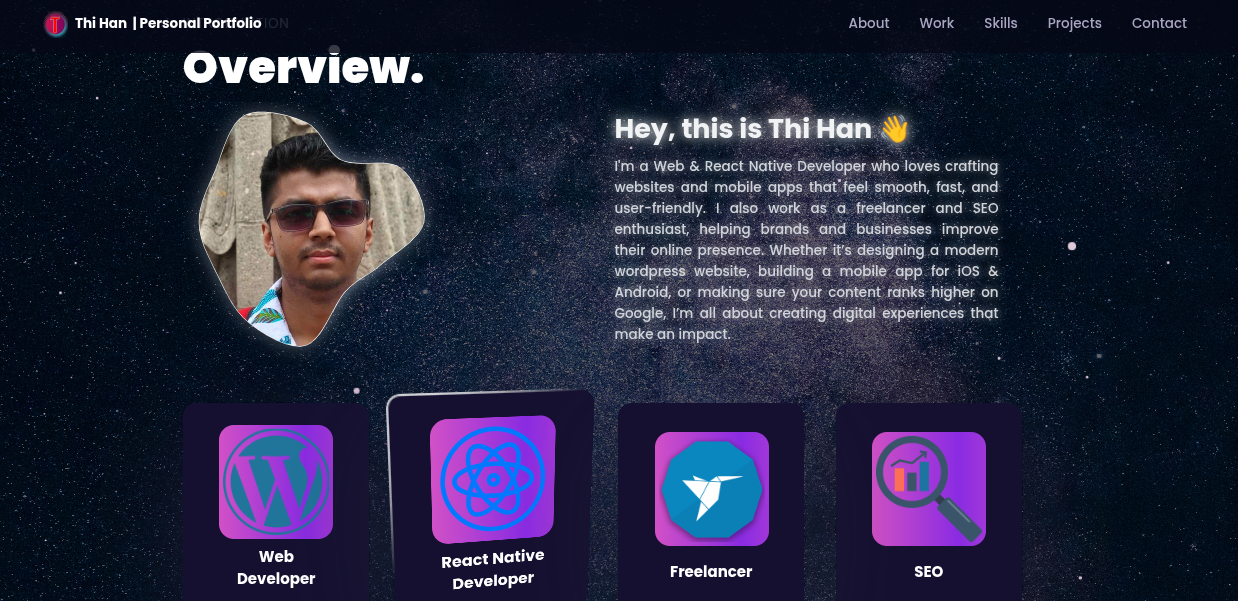 Thi Han | Personal Portfolio
About Work Skills Projects Contact
Overview.
Hey, this is Thi Han 👋
I'm a Web & React Native Developer who loves crafting
websites and mobile apps that feel smooth, fast, and
user-friendly. I also work as a freelancer and SEO
enthusiast, helping brands and businesses improve
their online presence. Whether it’s designing a modern
wordpress website, building a mobile app for iOS &
Android, or making sure your content ranks higher on
Google, I’m all about creating digital experiences that
make an impact.
Web
Developer
React Native
Developer
Freelancer
SEO